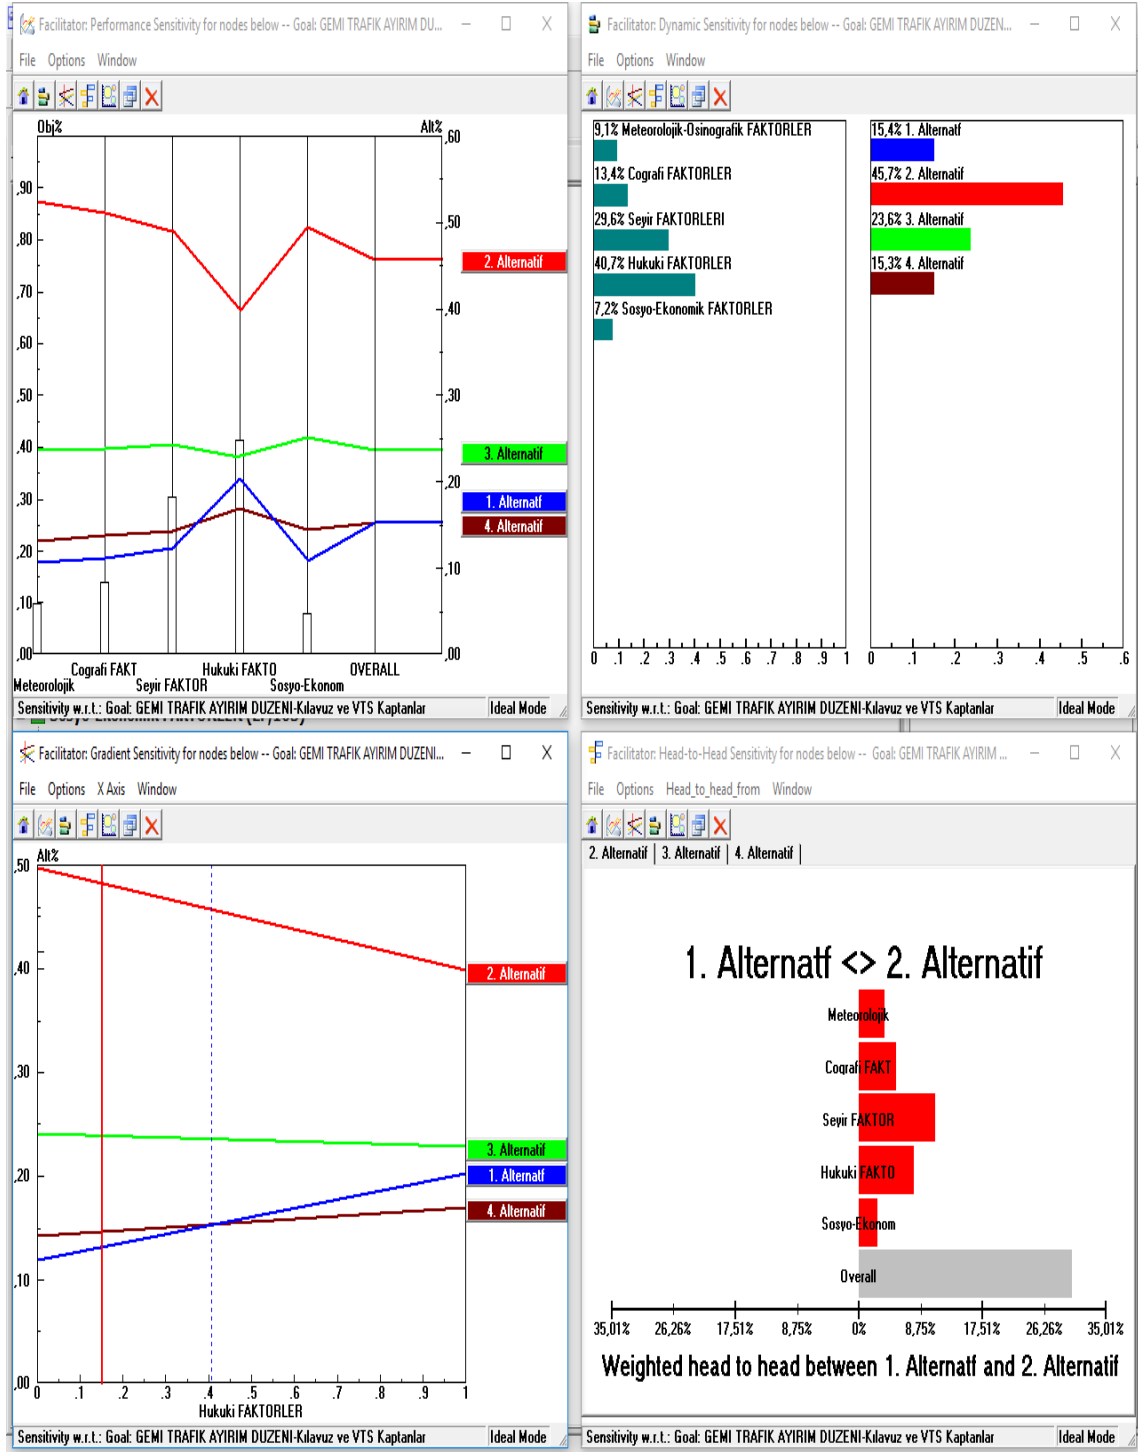 Facilitator: Performance Sensitivity for nodes below -- Goal: GEMI TRAFIK AYIRIM DU...
File Options Window
Obj%
Alt%
,90
,80
,70
,60
,50
,40
,30
,20
,10
,00
,60
,50
,40
,30
,20
,10
,00
2. Alternatif
3. Alternatif
1. Alternatf
4. Alternatif
Cografi FAKT Hukuki FAKTO OVERALL
Meteorolojik Seyir FAKTOR Sosyo-Ekonom
Sensitivity w.r.t.: Goal: GEMI TRAFIK AYIRIM DUZENI-Kılavuz ve VTS Kaptanlar Ideal Mode
Facilitator: Dynamic Sensitivity for nodes below -- Goal: GEMI TRAFIK AYIRIM DUZEN...
File Options Window
9,1% Meteorolojik-Osinografik FAKTORLER
13,4% Cografi FAKTORLER
29,6% Seyir FAKTORLERI
40,7% Hukuki FAKTORLER
7,2% Sosyo-Ekonomik FAKTORLER
0 .1 .2 .3 .4 .5 .6 .7 .8 .9 1
15,4% 1. Alternatf
45,7% 2. Alternatif
23,6% 3. Alternatif
15,3% 4. Alternatif
0 .1 .2 .3 .4 .5 .6
Sensitivity w.r.t.: Goal: GEMI TRAFIK AYIRIM DUZENI-Kılavuz ve VTS Kaptanlar Ideal Mode
Facilitator: Gradient Sensitivity for nodes below -- Goal: GEMI TRAFIK AYIRIM DUZENI...
File Options X Axis Window
Alt%
,50
,40
,30
,20
,10
,00
2. Alternatif
3. Alternatif
1. Alternatf
4. Alternatif
0 .1 .2 .3 .4 .5 .6 .7 .8 .9 1
Hukuki FAKTORLER
Sensitivity w.r.t.: Goal: GEMI TRAFIK AYIRIM DUZENI-Kılavuz ve VTS Kaptanlar Ideal Mode
Facilitator: Head-to-Head Sensitivity for nodes below -- Goal: GEMI TRAFIK AYIRIM ...
File Options Head_to_head_from Window
2. Alternatif | 3. Alternatif | 4. Alternatif |
1. Alternatf <> 2. Alternatif
Meteorolojik
Cografi FAKT
Seyir FAKTOR
Hukuki FAKTO
Sosyo-Ekonom
Overall
35,01% 26,26% 17,51% 8,75% 0% 8,75% 17,51% 26,26% 35,01%
Weighted head to head between 1. Alternatf and 2. Alternatif
Sensitivity w.r.t.: Goal: GEMI TRAFIK AYIRIM DUZENI-Kılavuz ve VTS Kaptanlar Ideal Mode